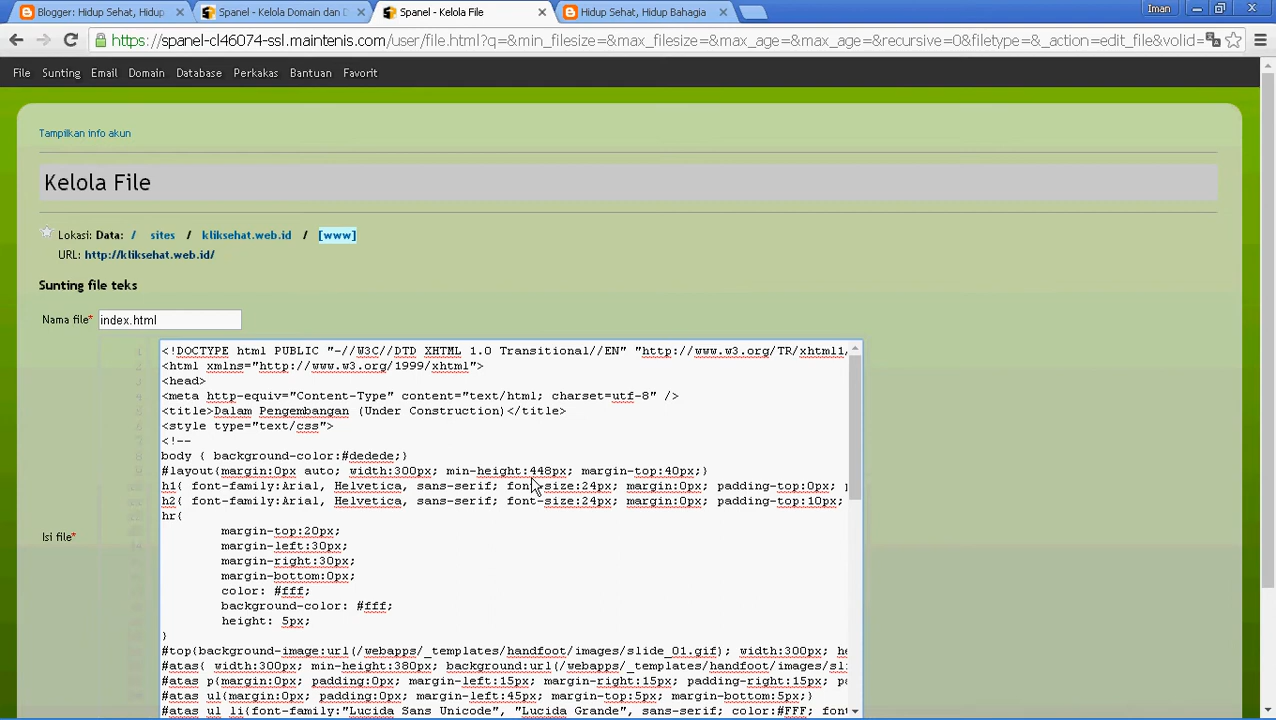 Blogger: Hidup Sehat, Hidup
Spanel - Kelola Domain dan D
Spanel - Kelola File
Hidup Sehat, Hidup Bahagia
Iman
https://spanel-cl46074-ssl.maintenis.com/user/file.html?q=&min_filesize=&max_filesize=&max_age=&max_age=&recursive=0&filetype=&_action=edit_file&volid=
File Sunting Email Domain Database Perkakas Bantuan Favorit
Tampilkan info akun
Kelola File
Lokasi: Data: / sites / kliksehat.web.id / [www]
URL: http://kliksehat.web.id/
Sunting file teks
Nama file* index.html
<!DOCTYPE html PUBLIC "-//W3C//DTD XHTML 1.0 Transitional//EN" "http://www.w3.org/TR/xhtml1/
<html xmlns="http://www.w3.org/1999/xhtml">
<head>
<meta http-equiv="Content-Type" content="text/html; charset=utf-8" />
<title>Dalam Pengembangan (Under Construction)</title>
<style type="text/css">
<!--
body { background-color:#dedede;}
#layout{margin:0px auto; width:300px; min-height:448px; margin-top:40px;}
h1{ font-family:Arial, Helvetica, sans-serif; font-size:24px; margin:0px; padding-top:0px; p
h2{ font-family:Arial, Helvetica, sans-serif; font-size:24px; margin:0px; padding-top:10px;
hr{
margin-top:20px;
margin-left:30px;
margin-right:30px;
margin-bottom:0px;
color: #fff;
background-color: #fff;
height: 5px;
}
#top{background-image:url(/webapps/_templates/handfoot/images/slide_01.gif); width:300px; he
#atas{ width:300px; min-height:380px; background:url(/webapps/_templates/handfoot/images/sli
#atas p{margin:0px; padding:0px; margin-left:15px; margin-right:15px; padding-right:15px; pa
#atas ul{margin:0px; padding:0px; margin-left:45px; margin-top:5px; margin-bottom:5px;}
#atas ul li{font-family:"Lucida Sans Unicode", "Lucida Grande", sans-serif; color:#FFF; font
Isi file*